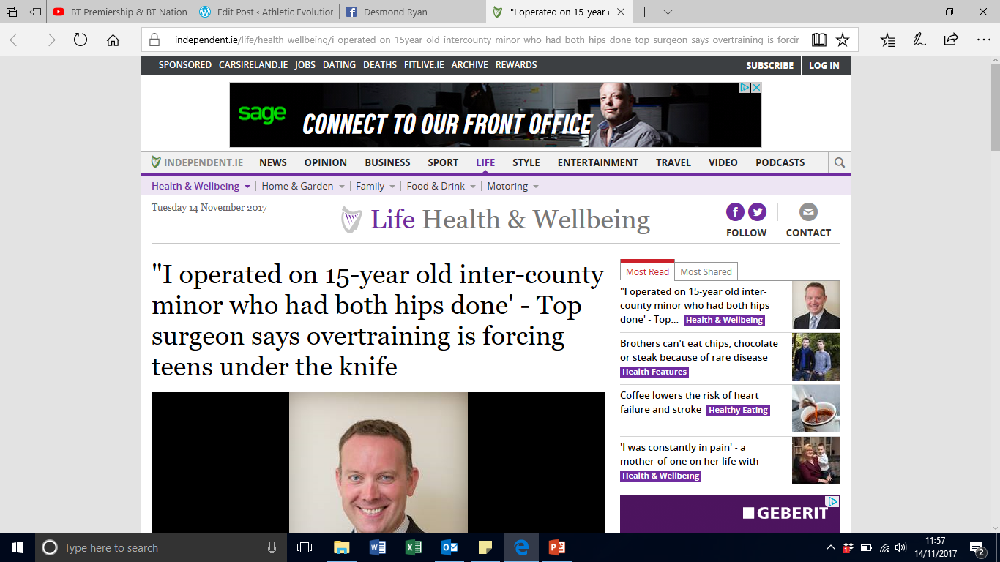 BT Premiership & BT Nation
Edit Post ‹ Athletic Evolution
Desmond Ryan
"I operated on 15-year
independent.ie/life/health-wellbeing/i-operated-on-15year-old-intercounty-minor-who-had-both-hips-done-top-surgeon-says-overtraining-is-forcin
SPONSORED CARSIRELAND.IE JOBS DATING DEATHS FITLIVE.IE ARCHIVE REWARDS SUBSCRIBE LOG IN
sage CONNECT TO OUR FRONT OFFICE
INDEPENDENT.IE NEWS OPINION BUSINESS SPORT LIFE STYLE ENTERTAINMENT TRAVEL VIDEO PODCASTS
Health & Wellbeing Home & Garden Family Food & Drink Motoring
Tuesday 14 November 2017
Life Health & Wellbeing
FOLLOW CONTACT
"I operated on 15-year old inter-county
minor who had both hips done' - Top
surgeon says overtraining is forcing
teens under the knife
Most Read Most Shared
"I operated on 15-year old inter-
county minor who had both hips
done' - Top... Health & Wellbeing
Brothers can't eat chips, chocolate
or steak because of rare disease
Health Features
Coffee lowers the risk of heart
failure and stroke Healthy Eating
'I was constantly in pain' - a
mother-of-one on her life with
Health & Wellbeing
GEBERIT
Type here to search
11:57
14/11/2017
2